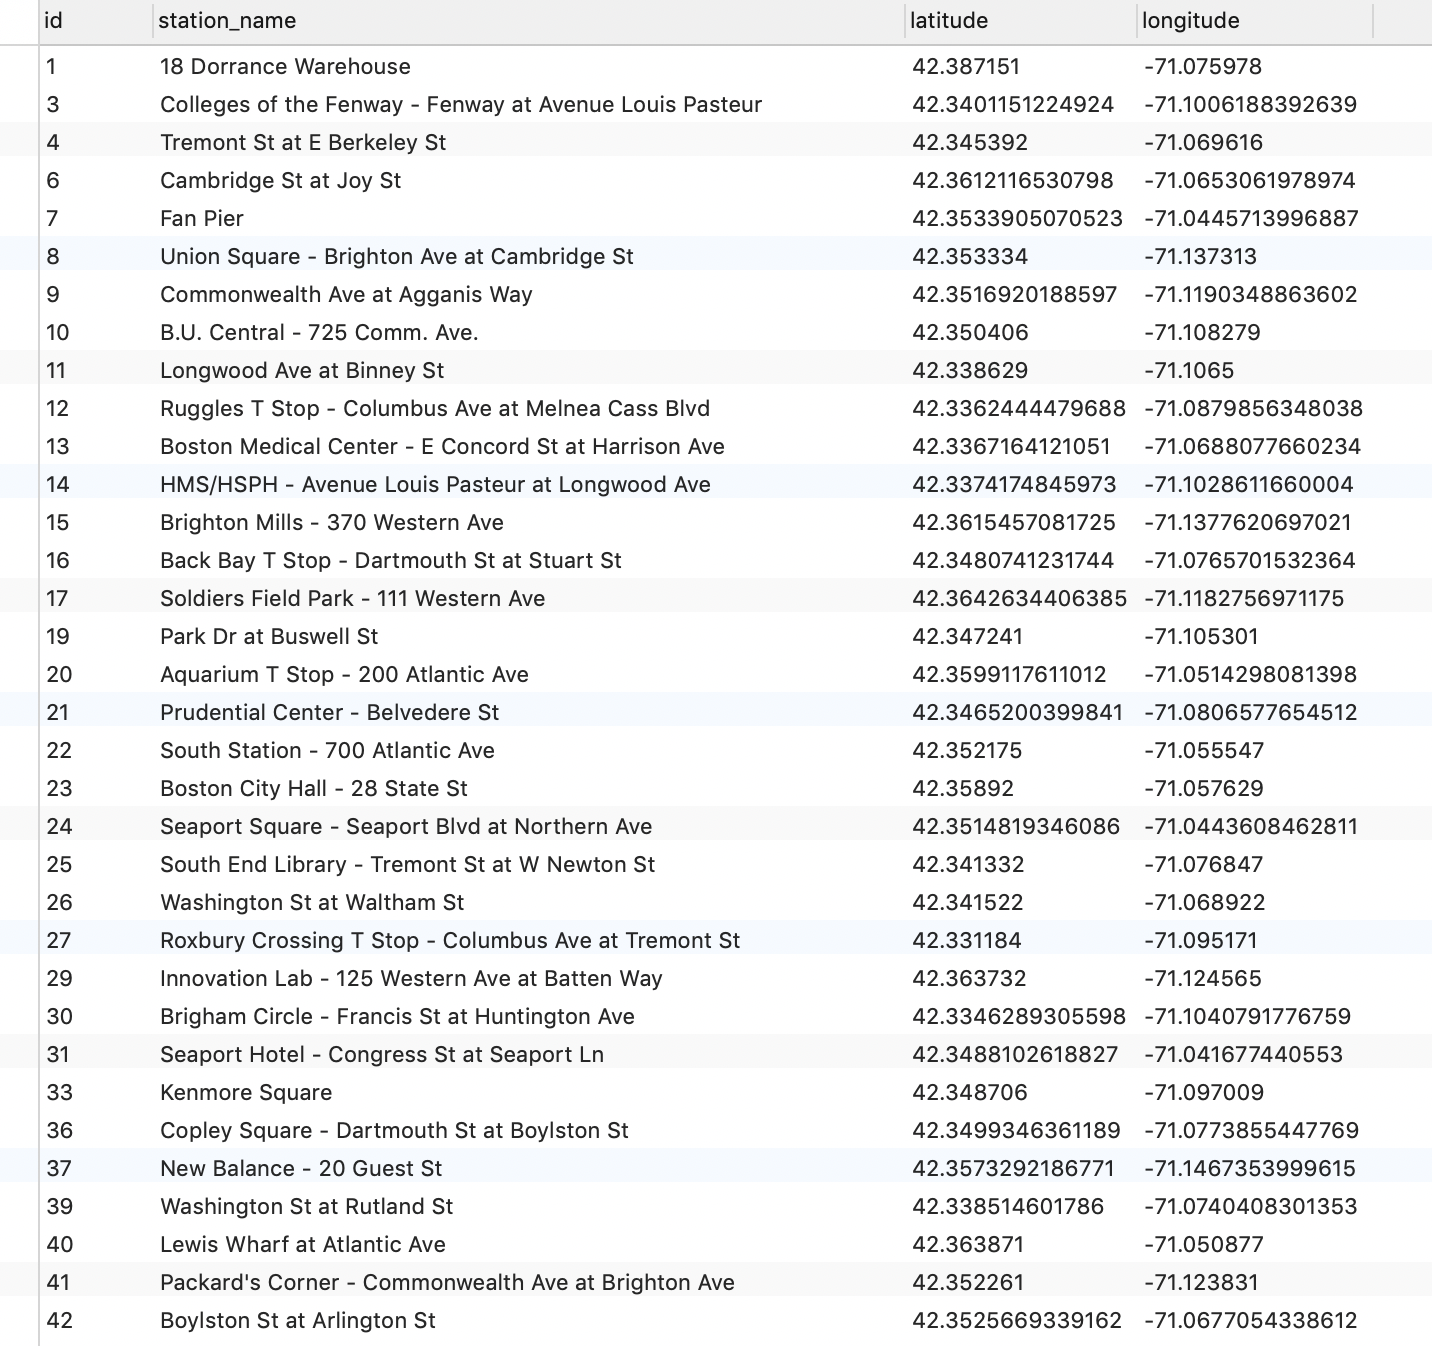 id station_name latitude longitude
1 18 Dorrance Warehouse 42.387151 -71.075978
3 Colleges of the Fenway - Fenway at Avenue Louis Pasteur 42.3401151224924 -71.1006188392639
4 Tremont St at E Berkeley St 42.345392 -71.069616
6 Cambridge St at Joy St 42.3612116530798 -71.0653061978974
7 Fan Pier 42.3533905070523 -71.0445713996887
8 Union Square - Brighton Ave at Cambridge St 42.353334 -71.137313
9 Commonwealth Ave at Agganis Way 42.3516920188597 -71.1190348863602
10 B.U. Central - 725 Comm. Ave. 42.350406 -71.108279
11 Longwood Ave at Binney St 42.338629 -71.1065
12 Ruggles T Stop - Columbus Ave at Melnea Cass Blvd 42.3362444479688 -71.0879856348038
13 Boston Medical Center - E Concord St at Harrison Ave 42.3367164121051 -71.0688077660234
14 HMS/HSPH - Avenue Louis Pasteur at Longwood Ave 42.3374174845973 -71.1028611660004
15 Brighton Mills - 370 Western Ave 42.3615457081725 -71.1377620697021
16 Back Bay T Stop - Dartmouth St at Stuart St 42.3480741231744 -71.0765701532364
17 Soldiers Field Park - 111 Western Ave 42.3642634406385 -71.1182756971175
19 Park Dr at Buswell St 42.347241 -71.105301
20 Aquarium T Stop - 200 Atlantic Ave 42.3599117611012 -71.0514298081398
21 Prudential Center - Belvedere St 42.3465200399841 -71.0806577654512
22 South Station - 700 Atlantic Ave 42.352175 -71.055547
23 Boston City Hall - 28 State St 42.35892 -71.057629
24 Seaport Square - Seaport Blvd at Northern Ave 42.3514819346086 -71.0443608462811
25 South End Library - Tremont St at W Newton St 42.341332 -71.076847
26 Washington St at Waltham St 42.341522 -71.068922
27 Roxbury Crossing T Stop - Columbus Ave at Tremont St 42.331184 -71.095171
29 Innovation Lab - 125 Western Ave at Batten Way 42.363732 -71.124565
30 Brigham Circle - Francis St at Huntington Ave 42.3346289305598 -71.1040791776759
31 Seaport Hotel - Congress St at Seaport Ln 42.3488102618827 -71.041677440553
33 Kenmore Square 42.348706 -71.097009
36 Copley Square - Dartmouth St at Boylston St 42.3499346361189 -71.0773855447769
37 New Balance - 20 Guest St 42.3573292186771 -71.1467353999615
39 Washington St at Rutland St 42.338514601786 -71.0740408301353
40 Lewis Wharf at Atlantic Ave 42.363871 -71.050877
41 Packard's Corner - Commonwealth Ave at Brighton Ave 42.352261 -71.123831
42 Boylston St at Arlington St 42.3525669339162 -71.0677054338612